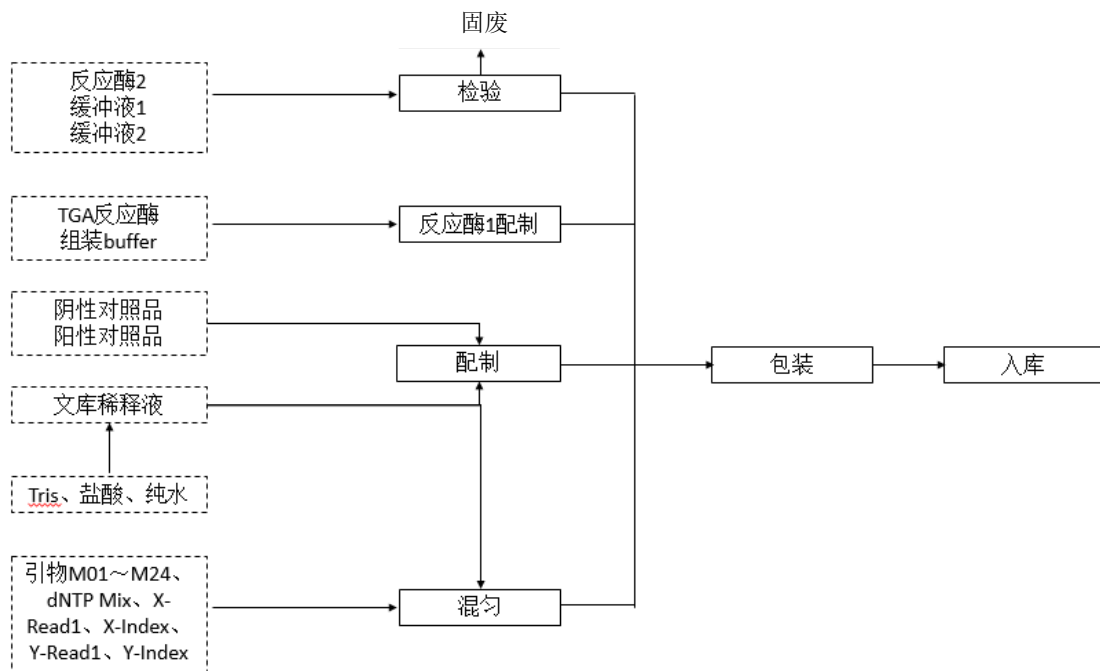 固废
反应酶2
缓冲液1
缓冲液2
检验
TGA反应酶
组装buffer
反应酶1配制
阴性对照品
阳性对照品
配制
包装
入库
文库稀释液
Tris、盐酸、纯水
引物M01～M24、
dNTP Mix、X-
Read1、X-Index、
Y-Read1、Y-Index
混匀